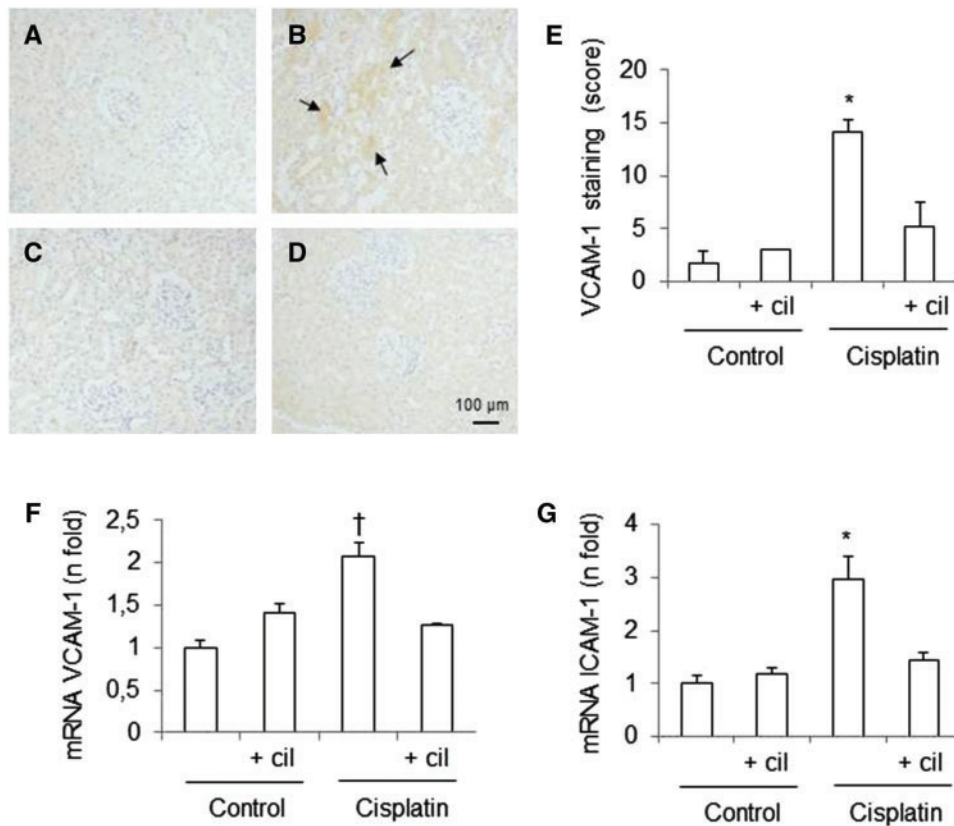 A
B
C
D
100 µm
E
VCAM-1 staining (score)
20
15
10
5
0
*
+ cil
+ cil
Control
Cisplatin
F
mRNA VCAM-1 (n fold)
2,5
2
1,5
1
0,5
0
†
+ cil
+ cil
Control
Cisplatin
G
mRNA ICAM-1 (n fold)
4
3
2
1
0
*
+ cil
+ cil
Control
Cisplatin